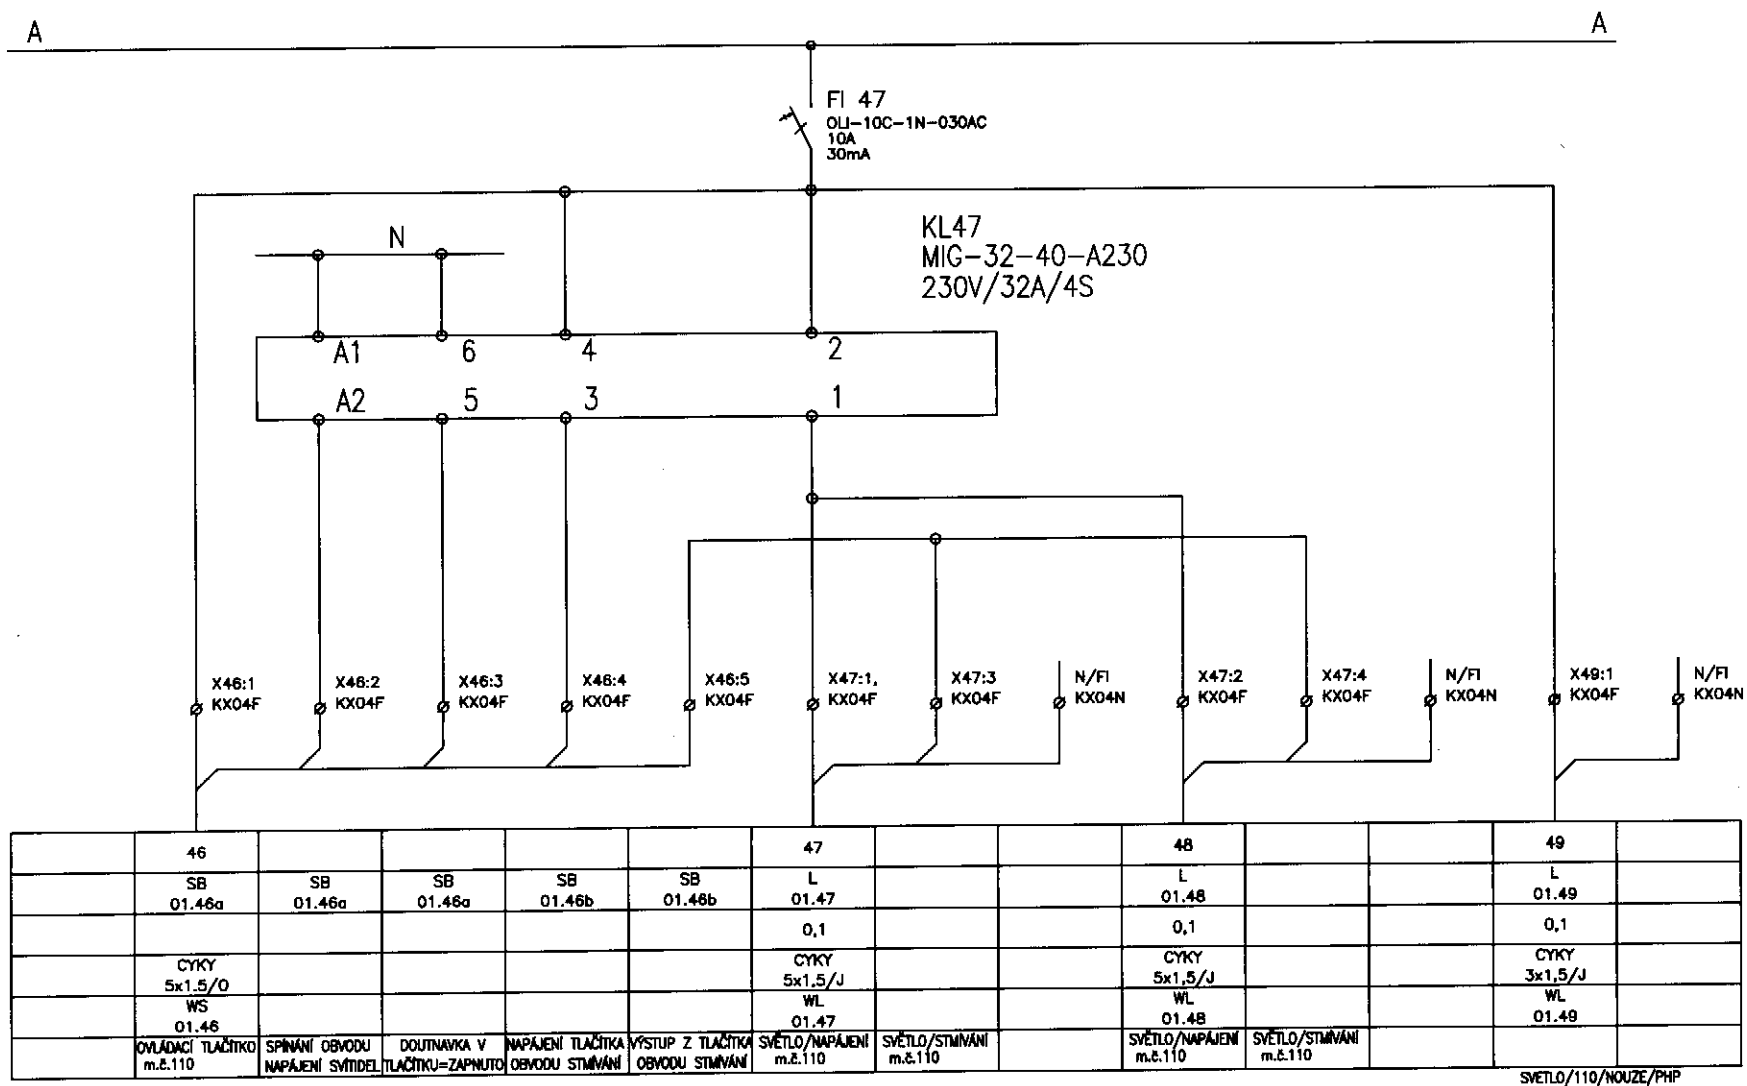 A
A
FI 47
OLI-10C-1N-030AC
10A
30mA
KL47
MIG-32-40-A230
230V/32A/4S
N
A1
6
4
2
A2
5
3
1
X46:1
KX04F
X46:2
KX04F
X46:3
KX04F
X46:4
KX04F
X46:5
KX04F
X47:1,
KX04F
X47:3
KX04F
N/FI
KX04N
X47:2
KX04F
X47:4
KX04F
N/FI
KX04N
X49:1
KX04F
N/FI
KX04N
46
47
48
49
SB
01.46a
SB
01.46a
SB
01.46a
SB
01.46b
SB
01.46b
L
01.47
L
01.48
L
01.49
0,1
0,1
0,1
CYKY
5x1.5/O
CYKY
5x1,5/J
CYKY
5x1,5/J
CYKY
3x1,5/J
WS
01.46
WL
01.47
WL
01.48
WL
01.49
OVLÁDACÍ TLAČÍTKO
m.č.110
SPÍNÁNÍ OBVODU
NAPÁJENÍ SVÍTIDEL
DOUTNAVKA V
TLAČÍTKU=ZAPNUTO
NAPÁJENÍ TLAČÍTKA
OBVODU STMÍVÁNÍ
VÝSTUP Z TLAČÍTKA
OBVODU STMÍVÁNÍ
SVĚTLO/NAPÁJENÍ
m.č.110
SVĚTLO/STMÍVÁNÍ
m.č.110
SVĚTLO/NAPÁJENÍ
m.č.110
SVĚTLO/STMÍVÁNÍ
m.č.110
SVETLO/110/NOUZE/PHP